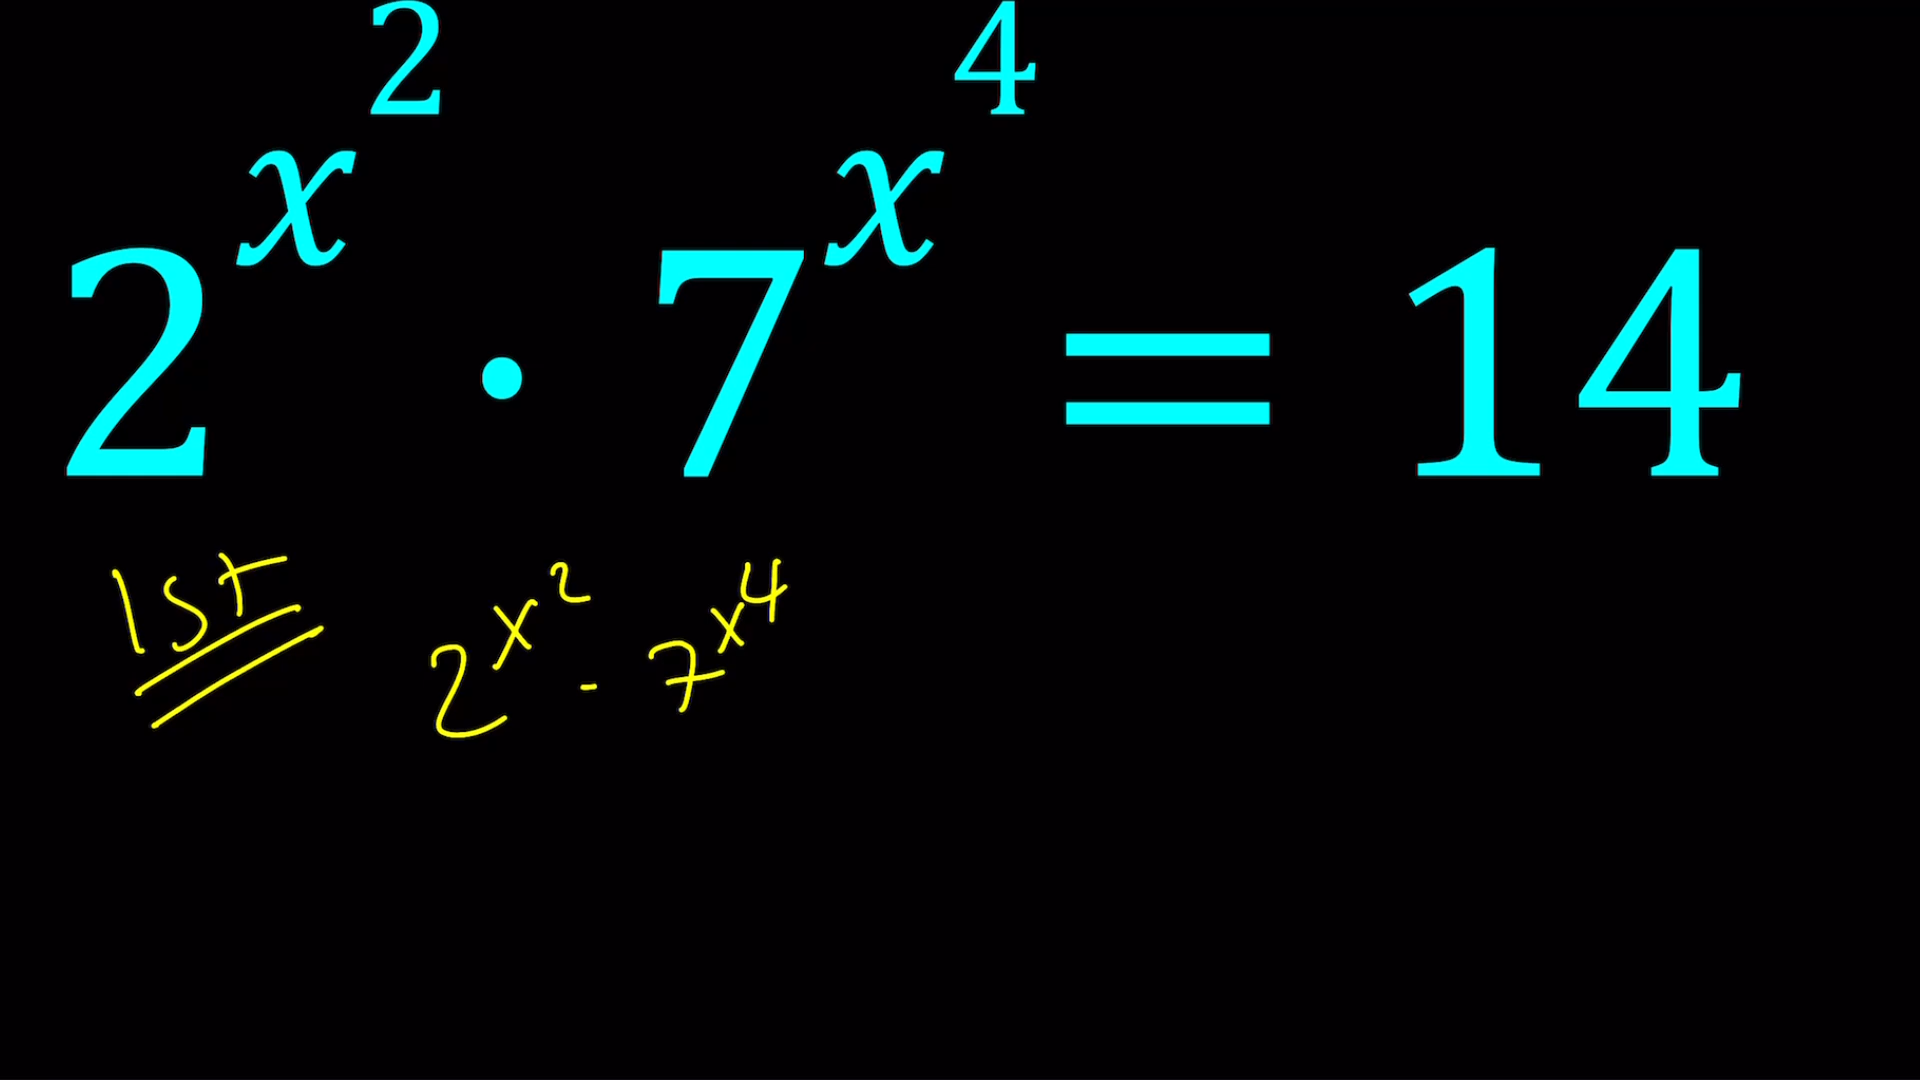 2^{x^2} · 7^{x^4} = 14
1st 2^{x^2} - 7^{x^4}